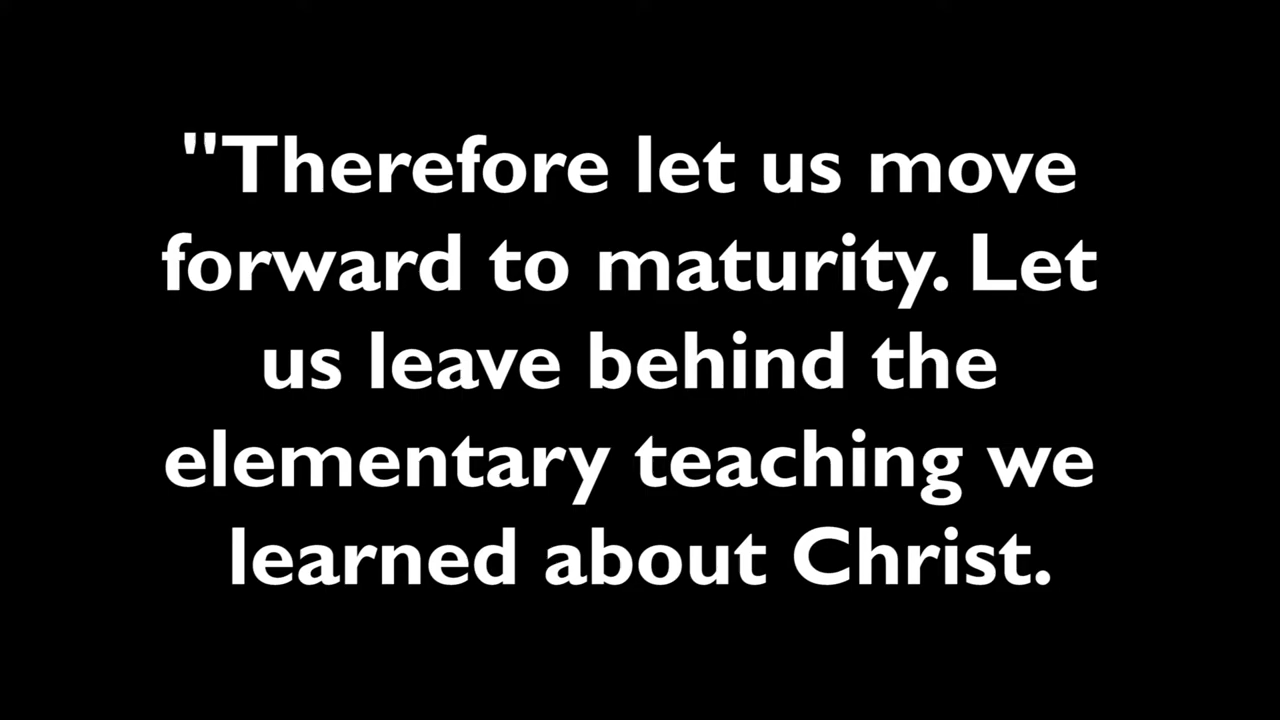 "Therefore let us move
forward to maturity. Let
us leave behind the
elementary teaching we
learned about Christ.